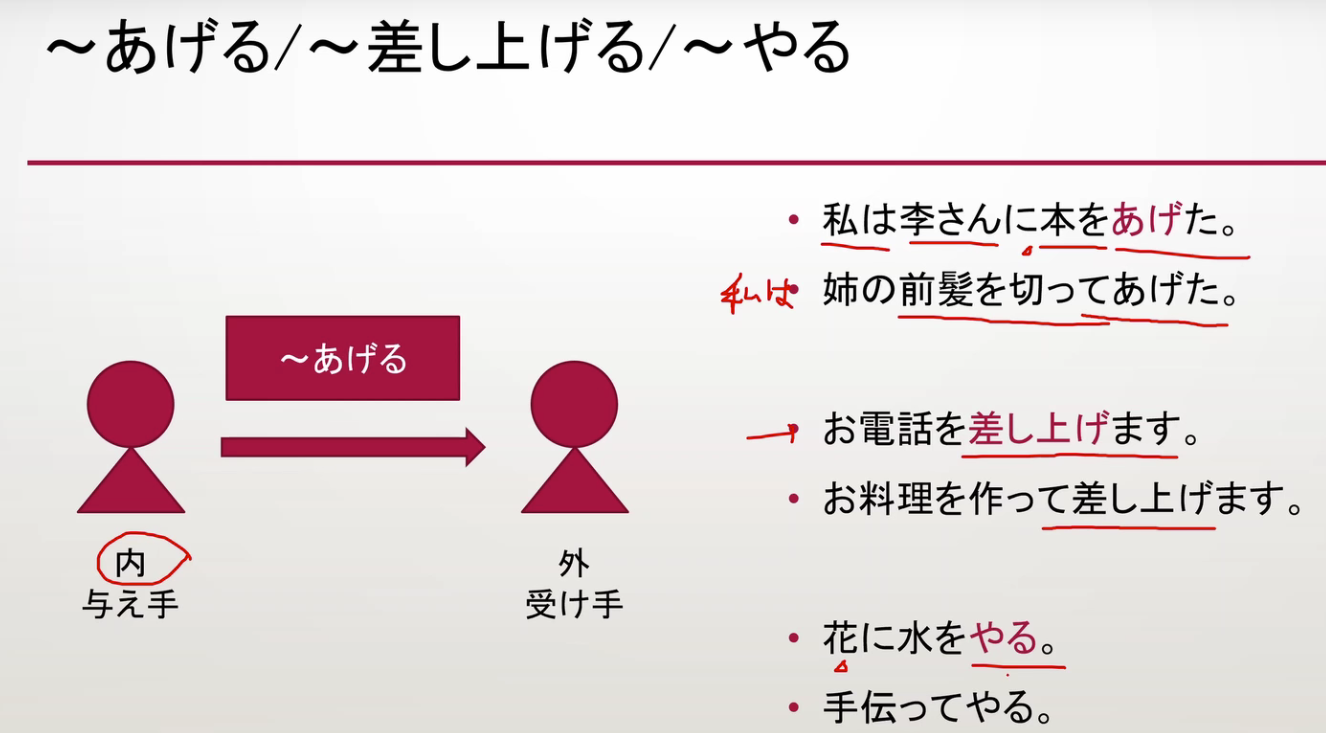 ～あげる/～差し上げる/～やる
～あげる
内
与え手
外
受け手
• 私は李さんに本をあげた。
私は• 姉の前髪を切ってあげた。
• お電話を差し上げます。
• お料理を作って差し上げます。
• 花に水をやる。
• 手伝ってやる。